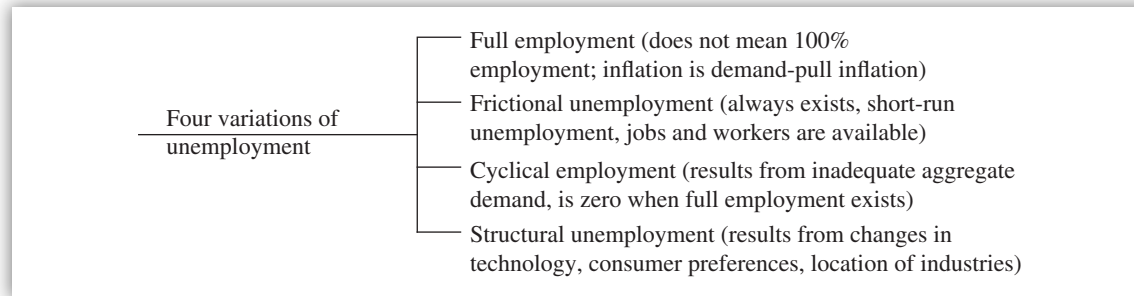 Four variations of
unemployment
Full employment (does not mean 100%
employment; inflation is demand-pull inflation)
Frictional unemployment (always exists, short-run
unemployment, jobs and workers are available)
Cyclical employment (results from inadequate aggregate
demand, is zero when full employment exists)
Structural unemployment (results from changes in
technology, consumer preferences, location of industries)